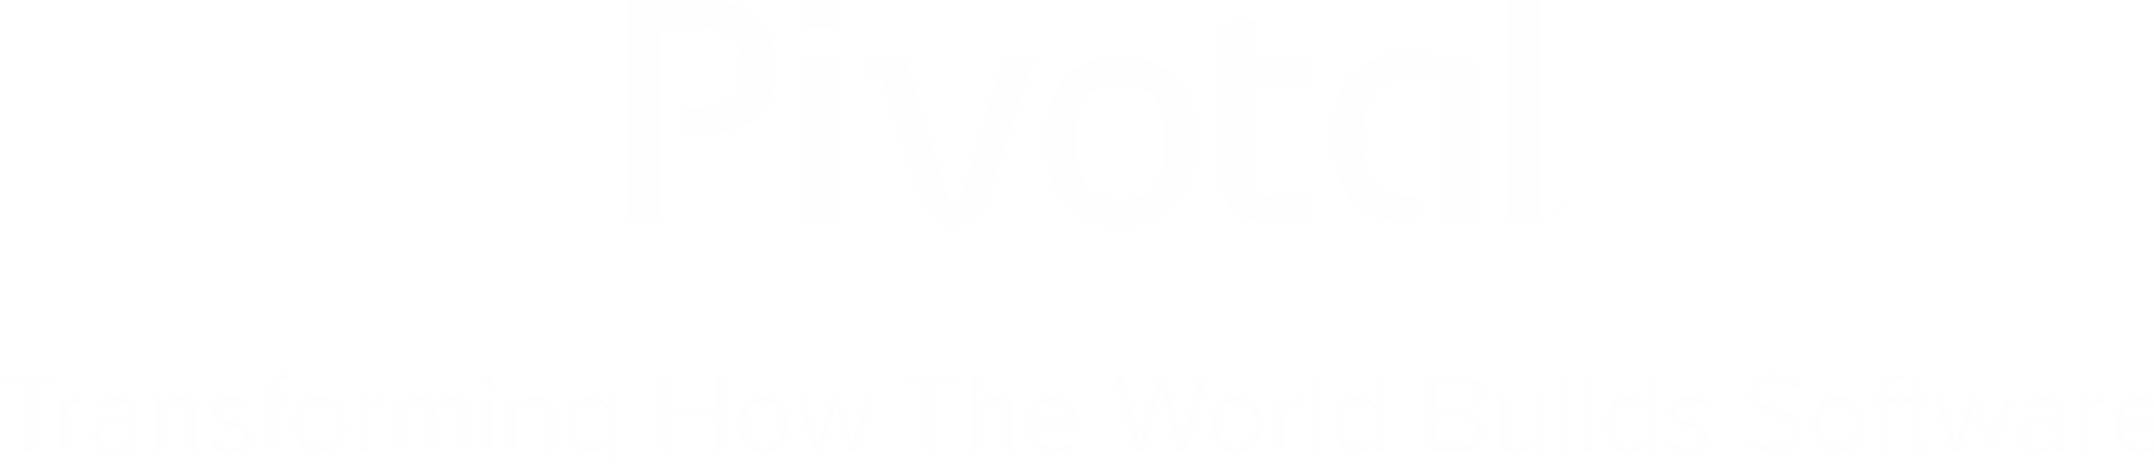 Pivotal
Transforming How The World Builds Software